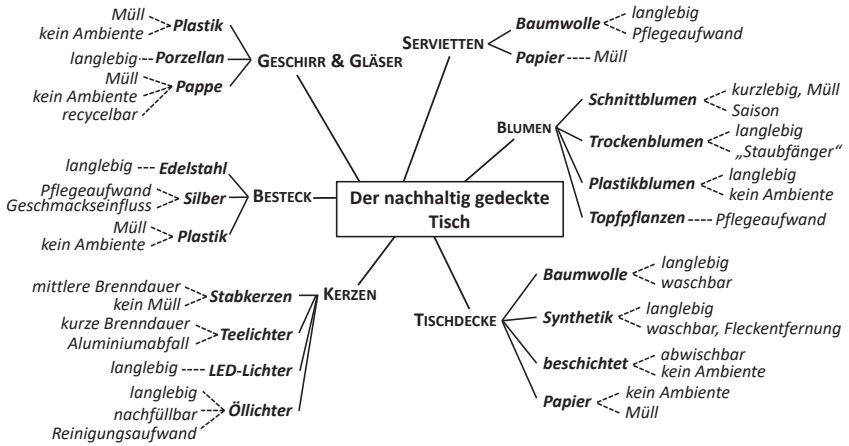 Der nachhaltig gedeckte
Tisch
GESCHIRR & GLÄSER
Plastik
Müll
kein Ambiente
Porzellan
langlebig
Pappe
Müll
kein Ambiente
recycelbar
SERVIETTEN
Baumwolle
langlebig
Pflegeaufwand
Papier
Müll
BLUMEN
Schnittblumen
kurzlebig, Müll
Saison
Trockenblumen
langlebig
„Staubfänger“
Plastikblumen
langlebig
kein Ambiente
Topfpflanzen
Pflegeaufwand
BESTECK
Edelstahl
langlebig
Silber
Pflegeaufwand
Geschmackseinfluss
Plastik
Müll
kein Ambiente
KERZEN
Stabkerzen
mittlere Brenndauer
kein Müll
Teelichter
kurze Brenndauer
Aluminiumabfall
LED-Lichter
langlebig
Öllichter
langlebig
nachfüllbar
Reinigungsaufwand
TISCHDECKE
Baumwolle
langlebig
waschbar
Synthetik
langlebig
waschbar, Fleckentfernung
beschichtet
abwischbar
kein Ambiente
Papier
kein Ambiente
Müll